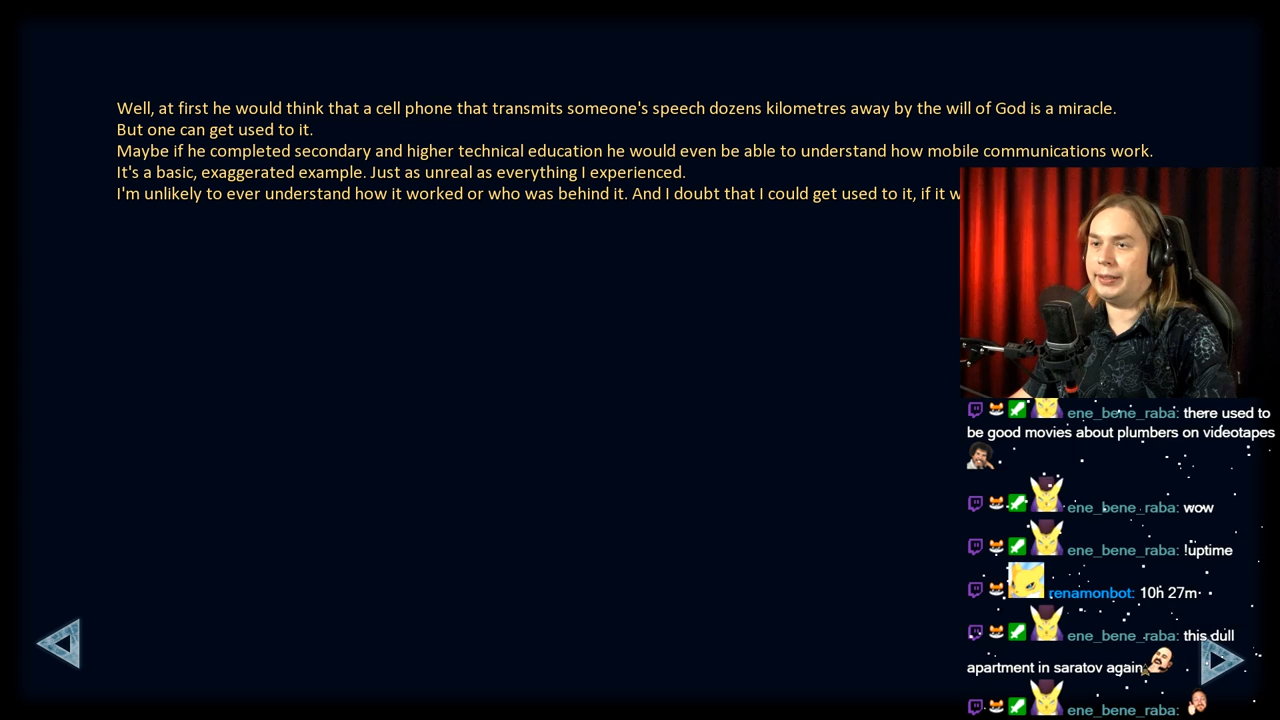 Well, at first he would think that a cell phone that transmits someone's speech dozens kilometres away by the will of God is a miracle.
But one can get used to it.
Maybe if he completed secondary and higher technical education he would even be able to understand how mobile communications work.
It's a basic, exaggerated example. Just as unreal as everything I experienced.
I'm unlikely to ever understand how it worked or who was behind it. And I doubt that I could get used to it, if it w
ene_bene_raba: there used to
be good movies about plumbers on videotapes
ene_bene_raba: wow
ene_bene_raba: !uptime
renamonbot: 10h 27m
ene_bene_raba: this dull
apartment in saratov again
ene_bene_raba: